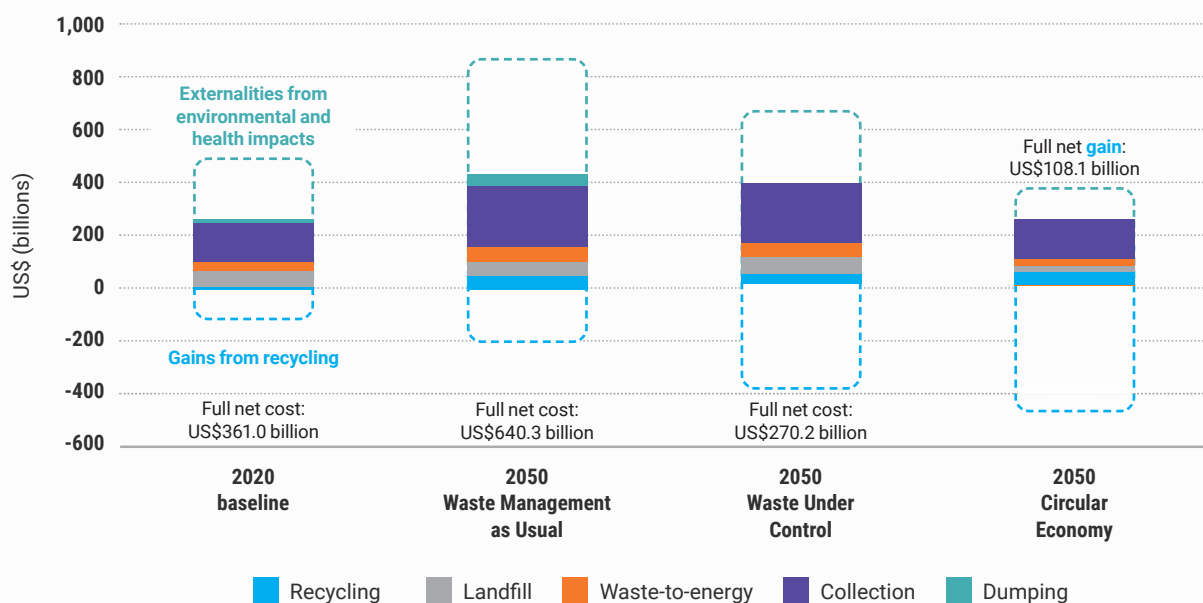 US$ (billions)
1,000
800
600
400
200
0
-200
-400
-600
Externalities from
environmental and
health impacts
Gains from recycling
Full net cost:
US$361.0 billion
Full net cost:
US$640.3 billion
Full net cost:
US$270.2 billion
Full net gain:
US$108.1 billion
2020
baseline
2050
Waste Management
as Usual
2050
Waste Under
Control
2050
Circular
Economy
Recycling
Landfill
Waste-to-energy
Collection
Dumping